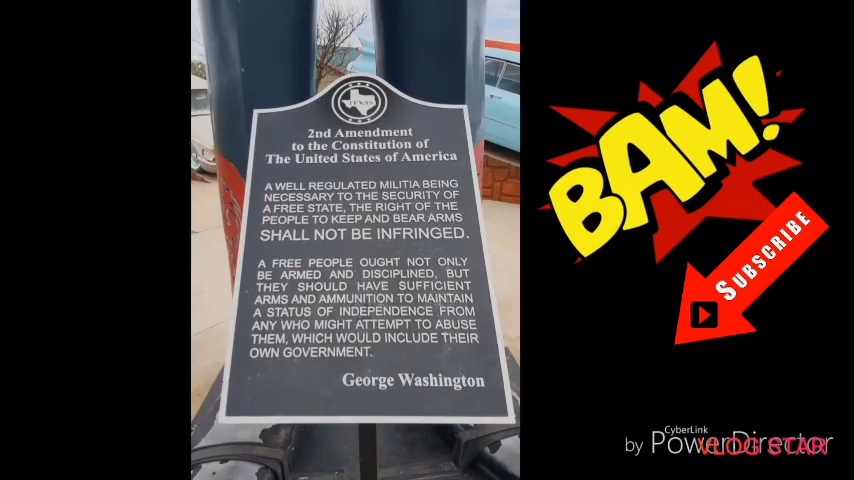 TEXAS
2nd Amendment
to the Constitution of
The United States of America
A WELL REGULATED MILITIA BEING
NECESSARY TO THE SECURITY OF
A FREE STATE, THE RIGHT OF THE
PEOPLE TO KEEP AND BEAR ARMS
SHALL NOT BE INFRINGED.
A FREE PEOPLE OUGHT NOT ONLY
BE ARMED AND DISCIPLINED, BUT
THEY SHOULD HAVE SUFFICIENT
ARMS AND AMMUNITION TO MAINTAIN
A STATUS OF INDEPENDENCE FROM
ANY WHO MIGHT ATTEMPT TO ABUSE
THEM, WHICH WOULD INCLUDE THEIR
OWN GOVERNMENT.
George Washington
BAM!
SUBSCRIBE
CyberLink
by PowerDirector
VLOG STAR